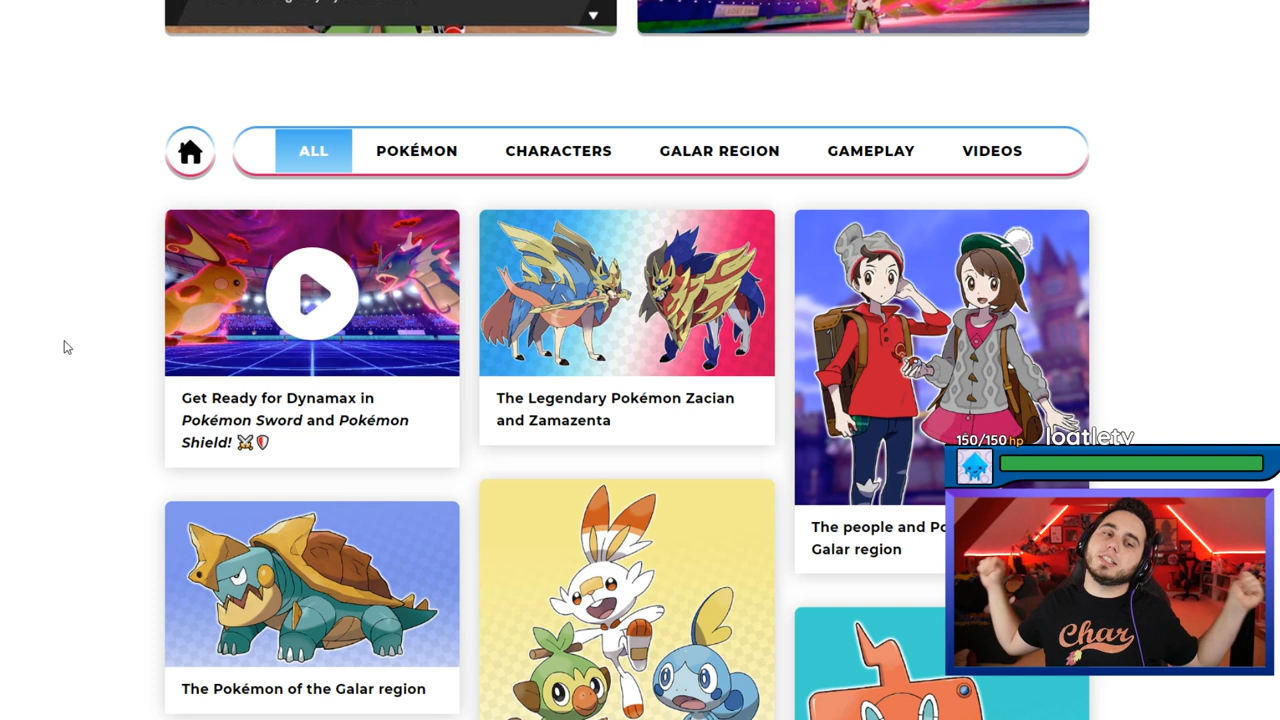 ALL POKÉMON CHARACTERS GALAR REGION GAMEPLAY VIDEOS
Get Ready for Dynamax in
Pokémon Sword and Pokémon
Shield!
The Legendary Pokémon Zacian
and Zamazenta
The people and
Galar region
150/150 hp
The Pokémon of the Galar region
Char